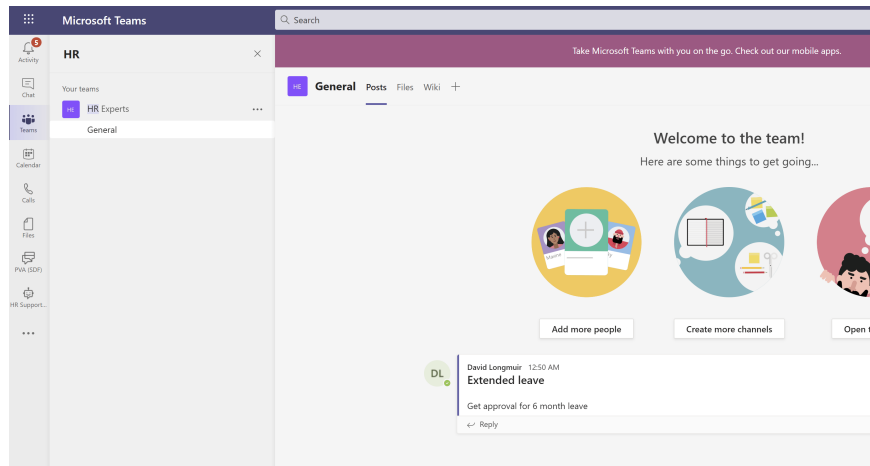 Microsoft Teams
Search
5
Activity
Chat
Teams
Calendar
Calls
Files
PVA (SDF)
HR Support...
HR
Your teams
HE
HR Experts
General
Take Microsoft Teams with you on the go. Check out our mobile apps.
HE
General Posts Files Wiki
Welcome to the team!
Here are some things to get going...
Maxine
Add more people
Create more channels
Open t
DL
David Longmuir 12:50 AM
Extended leave
Get approval for 6 month leave
Reply